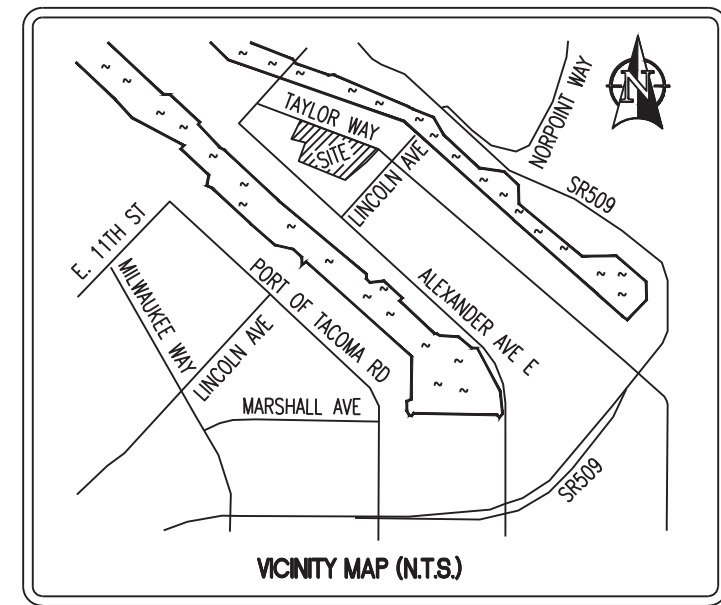 N
NORPOINT WAY
TAYLOR WAY
SITE
LINCOLN AVE
SR509
E. 11TH ST
MILWAUKEE WAY
PORT OF TACOMA RD
ALEXANDER AVE E
LINCOLN AVE
MARSHALL AVE
SR509
VICINITY MAP (N.T.S.)